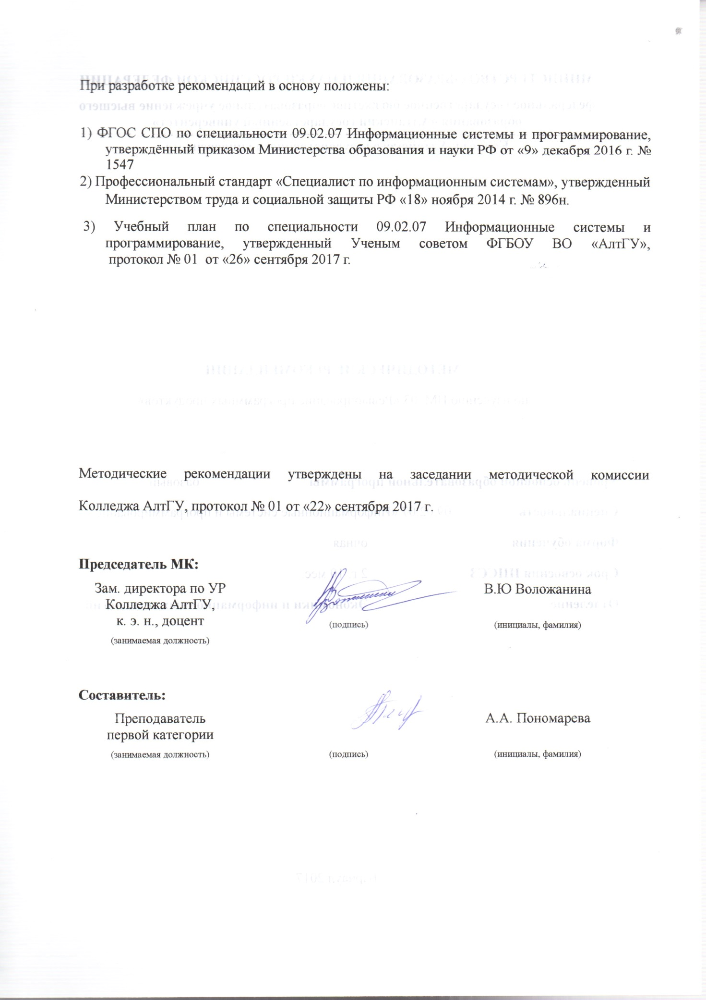 При разработке рекомендаций в основу положены:
1) ФГОС СПО по специальности 09.02.07 Информационные системы и программирование,
утверждённый приказом Министерства образования и науки РФ от «9» декабря 2016 г. №
1547
2) Профессиональный стандарт «Специалист по информационным системам», утвержденный
Министерством труда и социальной защиты РФ «18» ноября 2014 г. № 896н.
3) Учебный план по специальности 09.02.07 Информационные системы и
программирование, утвержденный Ученым советом ФГБОУ ВО «АлтГУ»,
протокол № 01 от «26» сентября 2017 г.
Методические рекомендации утверждены на заседании методической комиссии
Колледжа АлтГУ, протокол № 01 от «22» сентября 2017 г.
Председатель МК:
Зам. директора по УР В.Ю Воложанина
Колледжа АлтГУ,
к. э. н., доцент (подпись) (инициалы, фамилия)
(занимаемая должность)
Составитель:
Преподаватель А.А. Пономарева
первой категории
(занимаемая должность) (подпись) (инициалы, фамилия)